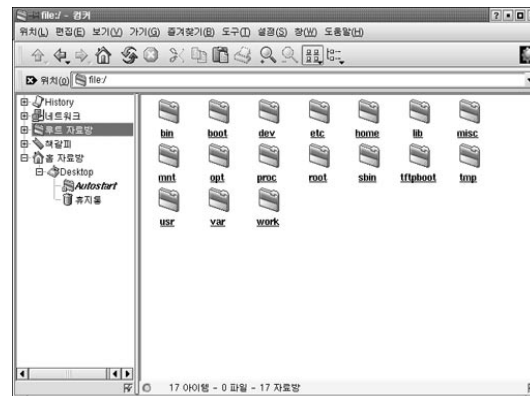 file:/ - 컹커
위치(L) 편집(E) 보기(V) 가기(G) 즐겨찾기(B) 도구(T) 설정(S) 창(W) 도움말(H)
위치(o) file:/
History
네트워크
루트 자료방
책갈피
홈 자료방
Desktop
Autostart
휴지통
bin boot dev etc home lib misc
mnt opt proc root sbin tftpboot tmp
usr var work
17 아이템 - 0 파일 - 17 자료방